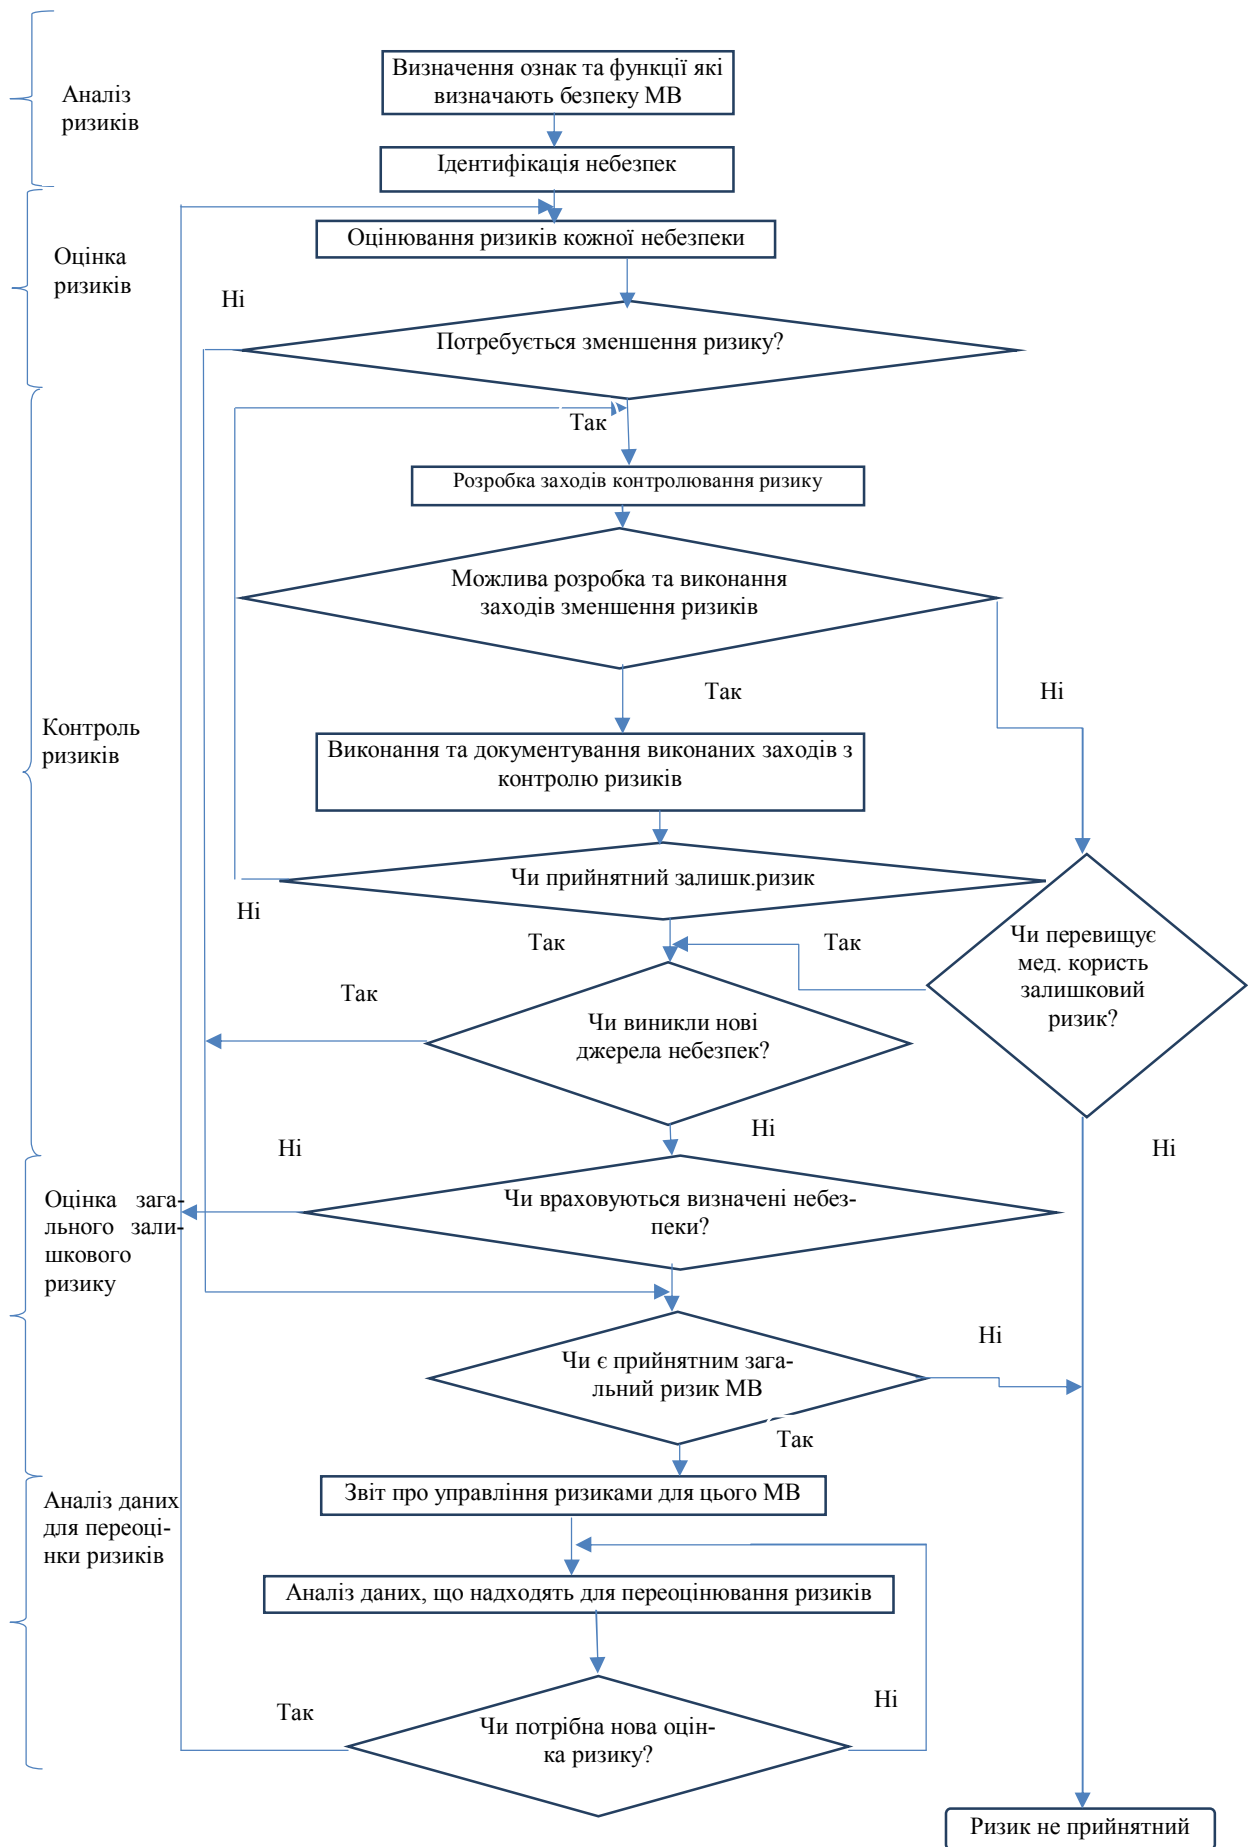 Визначення ознак та функції які
визначають безпеку МВ
Аналіз
ризиків
Ідентифікація небезпек
Оцінювання ризиків кожної небезпеки
Оцінка
ризиків
Ні
Потребується зменшення ризику?
Так
Розробка заходів контролювання ризику
Можлива розробка та виконання
заходів зменшення ризиків
Так
Ні
Контроль
ризиків
Виконання та документування виконаних заходів з
контролю ризиків
Чи прийнятний залишк.ризик
Ні
Так
Так
Чи перевищує
мед. користь
залишковий
ризик?
Так
Чи виникли нові
джерела небезпек?
Ні
Ні
Ні
Оцінка зага-
льного зали-
шкового
ризику
Чи враховуються визначені небез-
пеки?
Ні
Чи є прийнятним зага-
льний ризик МВ
Так
Звіт про управління ризиками для цього МВ
Аналіз даних
для переоці-
нки ризиків
Аналіз даних, що надходять для переоцінювання ризиків
Так
Ні
Чи потрібна нова оцін-
ка ризику?
Ризик не прийнятний